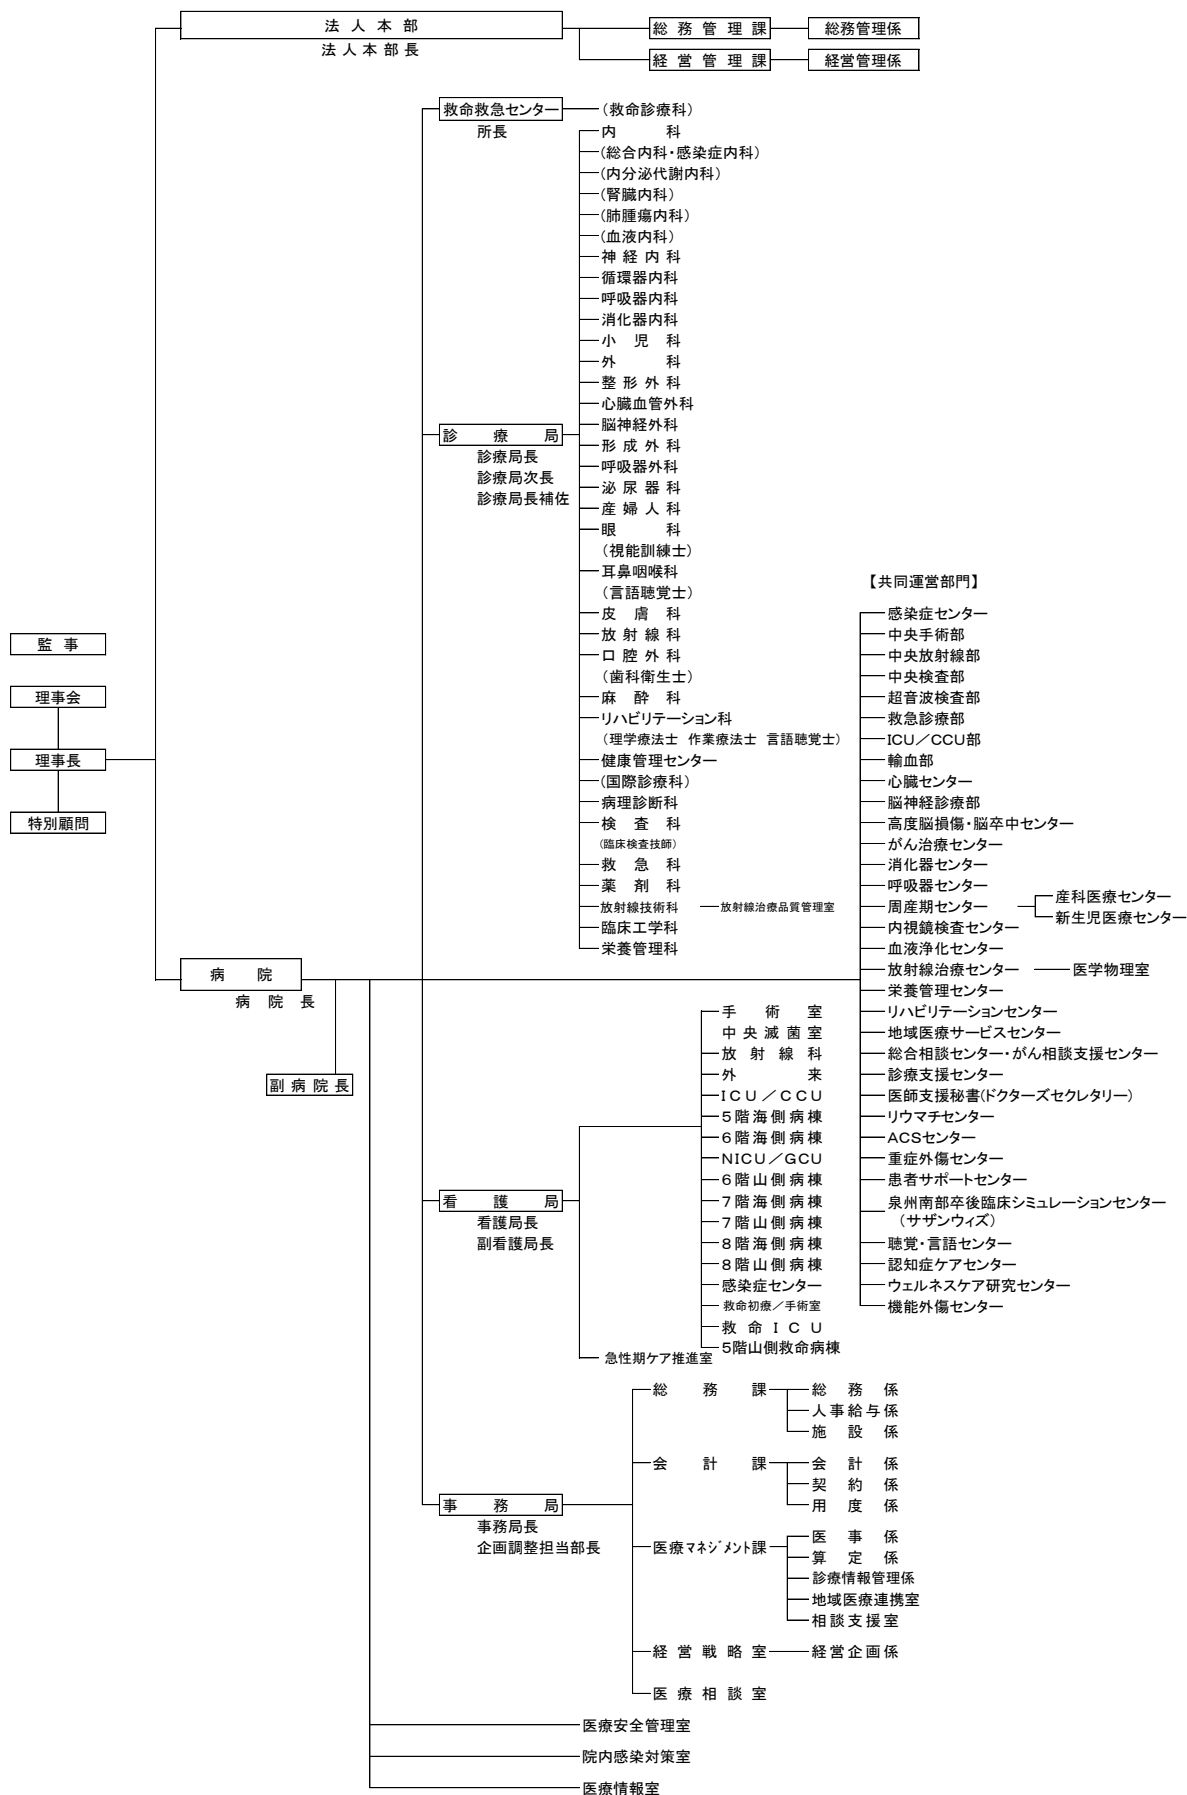 法人本部
法人本部長
総務管理課
総務管理係
経営管理課
経営管理係
監事
理事会
理事長
特別顧問
病院
病院長
副病院長
救命救急センター
所長
(救命診療科)
診療局
診療局長
診療局次長
診療局長補佐
内科
(総合内科・感染症内科)
(内分泌代謝内科)
(腎臓内科)
(肺腫瘍内科)
(血液内科)
神経内科
循環器内科
呼吸器内科
消化器内科
小児科
外科
整形外科
心臓血管外科
脳神経外科
形成外科
呼吸器外科
泌尿器科
産婦人科
眼科
(視能訓練士)
耳鼻咽喉科
(言語聴覚士)
皮膚科
放射線科
口腔外科
(歯科衛生士)
麻酔科
リハビリテーション科
(理学療法士 作業療法士 言語聴覚士)
健康管理センター
(国際診療科)
病理診断科
検査科
(臨床検査技師)
救急科
薬剤科
放射線技術科
放射線治療品質管理室
臨床工学科
栄養管理科
【共同運営部門】
感染症センター
中央手術部
中央放射線部
中央検査部
超音波検査部
救急診療部
ICU/CCU部
輸血部
心臓センター
脳神経診療部
高度脳損傷・脳卒中センター
がん治療センター
消化器センター
呼吸器センター
周産期センター
産科医療センター
新生児医療センター
内視鏡検査センター
血液浄化センター
放射線治療センター
医学物理室
栄養管理センター
リハビリテーションセンター
地域医療サービスセンター
総合相談センター・がん相談支援センター
診療支援センター
医師支援秘書(ドクターズセクレタリー)
リウマチセンター
ACSセンター
重症外傷センター
患者サポートセンター
泉州南部卒後臨床シミュレーションセンター
(サザンウィズ)
聴覚・言語センター
認知症ケアセンター
ウェルネスケア研究センター
機能外傷センター
看護局
看護局長
副看護局長
手術室
中央滅菌室
放射線科
外来
ICU/CCU
5階海側病棟
6階海側病棟
NICU/GCU
6階山側病棟
7階海側病棟
7階山側病棟
8階海側病棟
8階山側病棟
感染症センター
救命初療/手術室
救命ICU
5階山側救命病棟
急性期ケア推進室
事務局
事務局長
企画調整担当部長
総務課
総務係
人事給与係
施設係
会計課
会計係
契約係
用度係
医療マネジメント課
医事係
算定係
診療情報管理係
地域医療連携室
相談支援室
経営戦略室
経営企画係
医療相談室
医療安全管理室
院内感染対策室
医療情報室